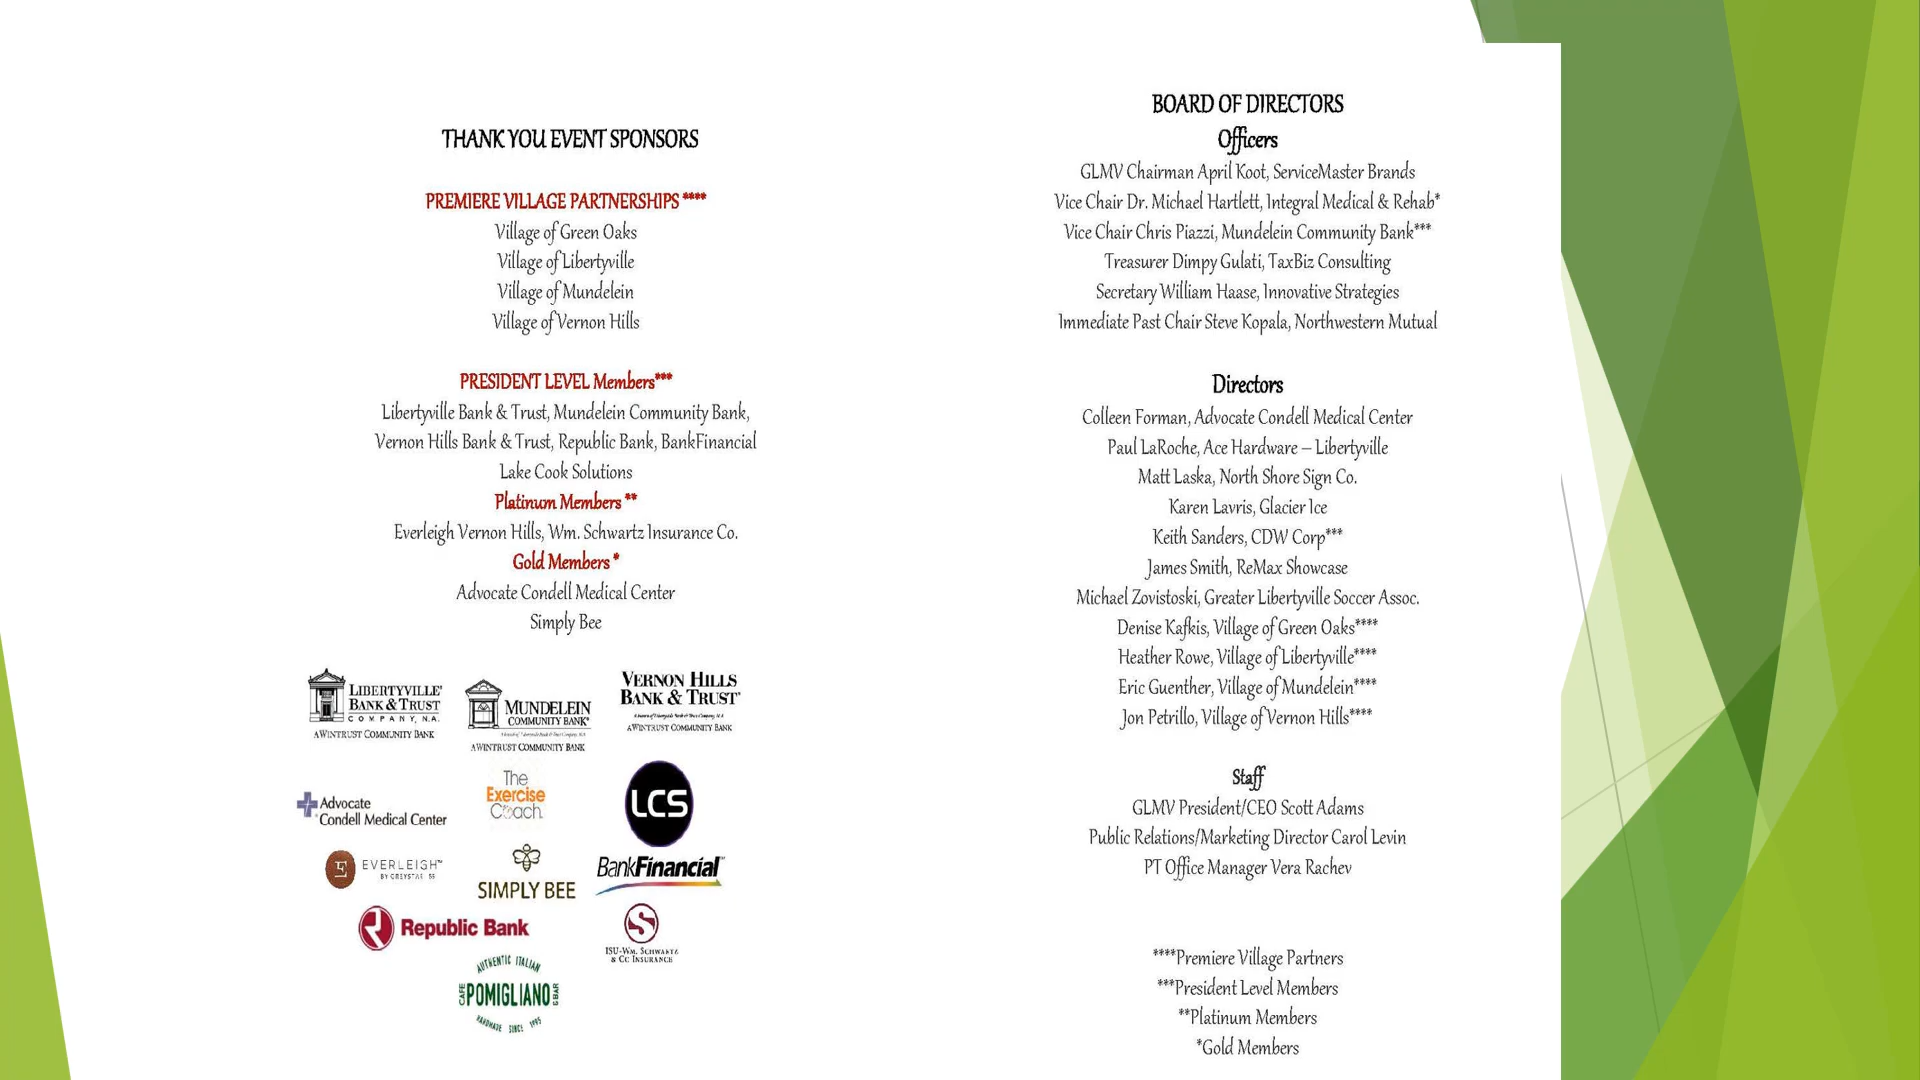 THANK YOU EVENT SPONSORS
PREMIERE VILLAGE PARTNERSHIPS ****
Village of Green Oaks
Village of Libertyville
Village of Mundelein
Village of Vernon Hills
PRESIDENT LEVEL Members***
Libertyville Bank & Trust, Mundelein Community Bank,
Vernon Hills Bank & Trust, Republic Bank, BankFinancial
Lake Cook Solutions
Platinum Members **
Everleigh Vernon Hills, Wm. Schwartz Insurance Co.
Gold Members *
Advocate Condell Medical Center
Simply Bee
LIBERTYVILLE
BANK & TRUST
COMPANY, N.A.
A WINTRUST COMMUNITY BANK
MUNDELEIN
COMMUNITY BANK
A WINTRUST COMMUNITY BANK
VERNON HILLS
BANK & TRUST
A WINTRUST COMMUNITY BANK
Advocate
Condell Medical Center
The
Exercise
Coach
LCS
E
EVERLEIGH
SIMPLY BEE
BankFinancial
R
Republic Bank
S
ISU-WM. SCHWARTZ
& CO INSURANCE
AUTHENTIC ITALIAN
CAFE POMIGLIANO & BAR
HANDMADE SINCE 1995
BOARD OF DIRECTORS
Officers
GLMV Chairman April Koot, ServiceMaster Brands
Vice Chair Dr. Michael Hartlett, Integral Medical & Rehab*
Vice Chair Chris Piazzi, Mundelein Community Bank***
Treasurer Dimpy Gulati, TaxBiz Consulting
Secretary William Haase, Innovative Strategies
Immediate Past Chair Steve Kopala, Northwestern Mutual
Directors
Colleen Forman, Advocate Condell Medical Center
Paul LaRoche, Ace Hardware – Libertyville
Matt Laska, North Shore Sign Co.
Karen Lavris, Glacier Ice
Keith Sanders, CDW Corp***
James Smith, ReMax Showcase
Michael Zovistoski, Greater Libertyville Soccer Assoc.
Denise Kafkis, Village of Green Oaks****
Heather Rowe, Village of Libertyville****
Eric Guenther, Village of Mundelein****
Jon Petrillo, Village of Vernon Hills****
Staff
GLMV President/CEO Scott Adams
Public Relations/Marketing Director Carol Levin
PT Office Manager Vera Rachev
****Premiere Village Partners
***President Level Members
**Platinum Members
*Gold Members